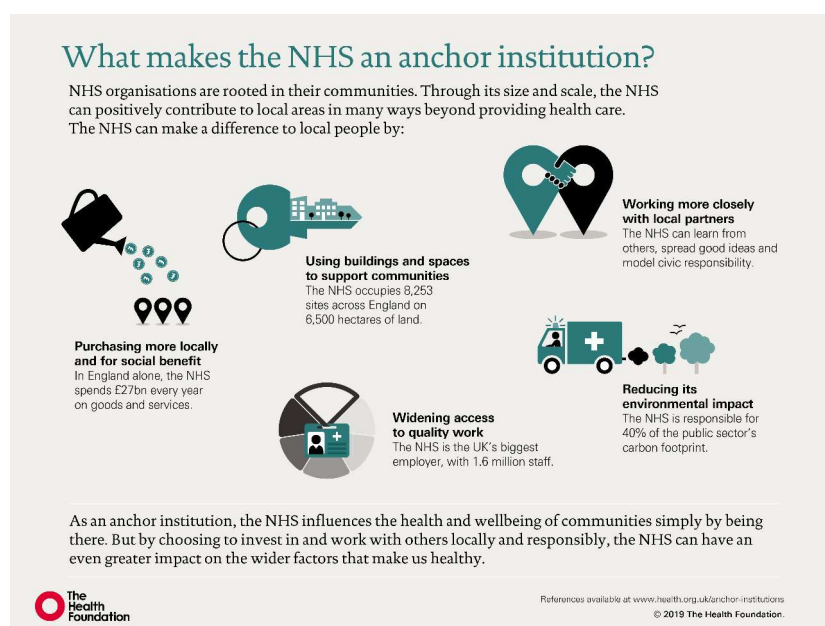 What makes the NHS an anchor institution?
NHS organisations are rooted in their communities. Through its size and scale, the NHS
can positively contribute to local areas in many ways beyond providing health care.
The NHS can make a difference to local people by:
Purchasing more locally
and for social benefit
In England alone, the NHS
spends £27bn every year
on goods and services.
Using buildings and spaces
to support communities
The NHS occupies 8,253
sites across England on
6,500 hectares of land.
Working more closely
with local partners
The NHS can learn from
others, spread good ideas and
model civic responsibility.
Widening access
to quality work
The NHS is the UK's biggest
employer, with 1.6 million staff.
Reducing its
environmental impact
The NHS is responsible for
40% of the public sector's
carbon footprint.
As an anchor institution, the NHS influences the health and wellbeing of communities simply by being
there. But by choosing to invest in and work with others locally and responsibly, the NHS can have an
even greater impact on the wider factors that make us healthy.
The
Health
Foundation
References available at www.health.org.uk/anchor-institutions
© 2019 The Health Foundation.